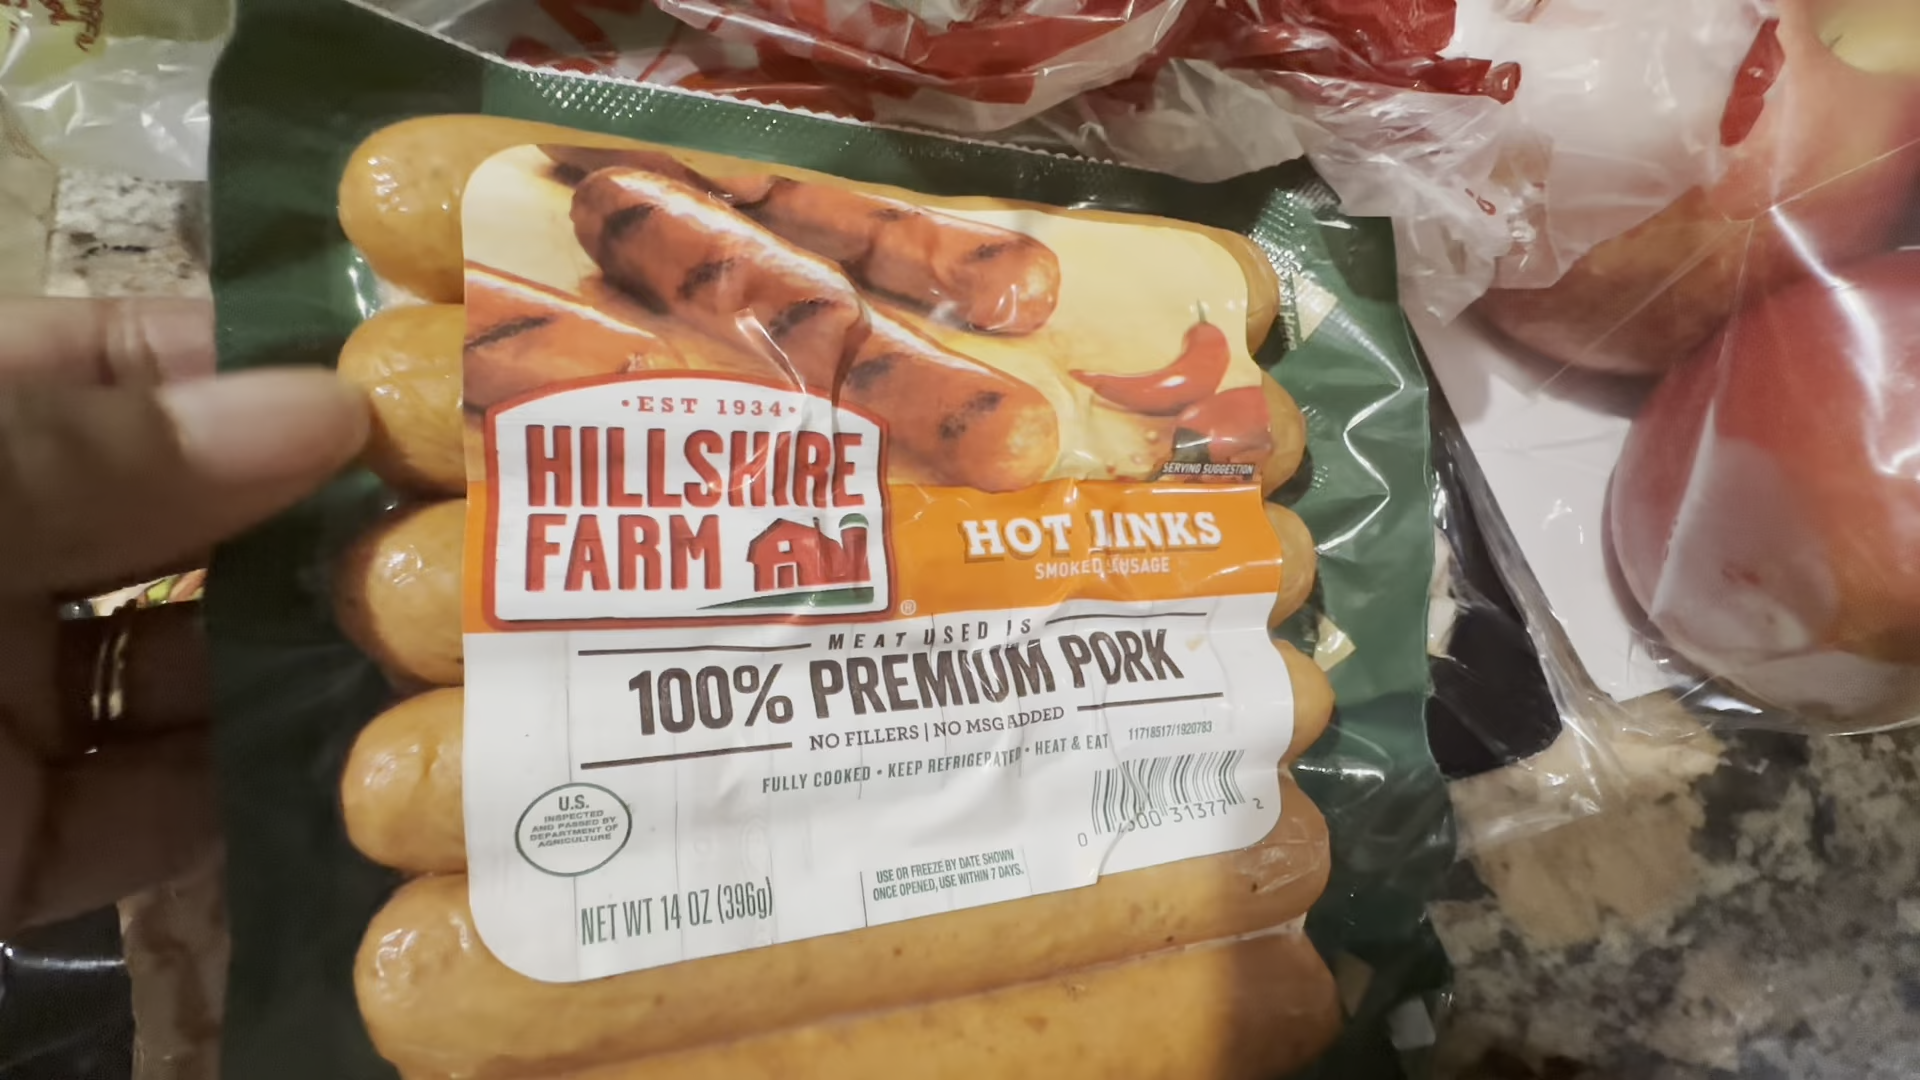 ·EST 1934·
HILLSHIRE
FARM
®
SERVING SUGGESTION
HOT LINKS
SMOKED SAUSAGE
MEAT USED IS
100% PREMIUM PORK
NO FILLERS | NO MSG ADDED
FULLY COOKED • KEEP REFRIGERATED • HEAT & EAT
11718517/1920783
U.S.
INSPECTED
AND PASSED BY
DEPARTMENT OF
AGRICULTURE
NET WT 14 OZ (396g)
USE OR FREEZE BY DATE SHOWN
ONCE OPENED, USE WITHIN 7 DAYS.
0 31377 2